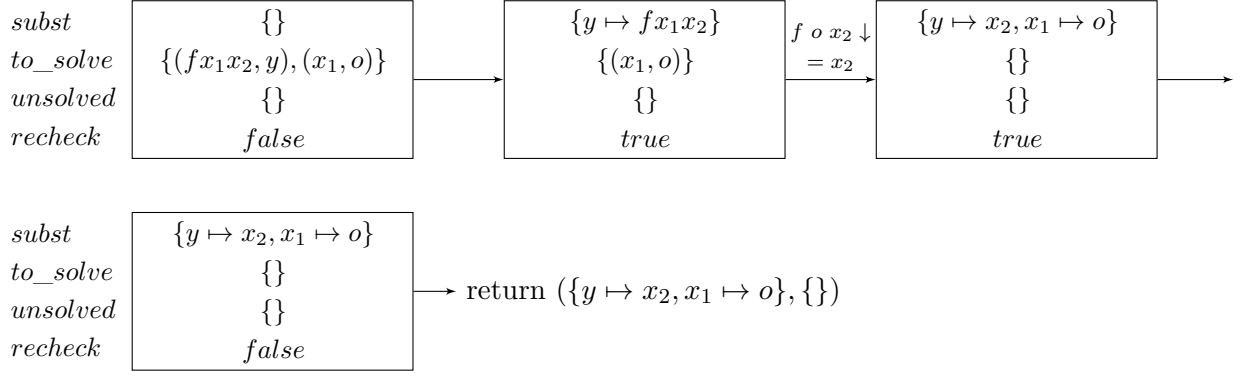 subst {} {y ↦ fx₁x₂} {y ↦ x₂, x₁ ↦ o}
to_solve {(fx₁x₂, y), (x₁, o)} {(x₁, o)} f o x₂ ↓ = x₂ {}
unsolved {} {} {}
recheck false true true
subst {y ↦ x₂, x₁ ↦ o}
to_solve {}
unsolved {} return ({y ↦ x₂, x₁ ↦ o}, {})
recheck false